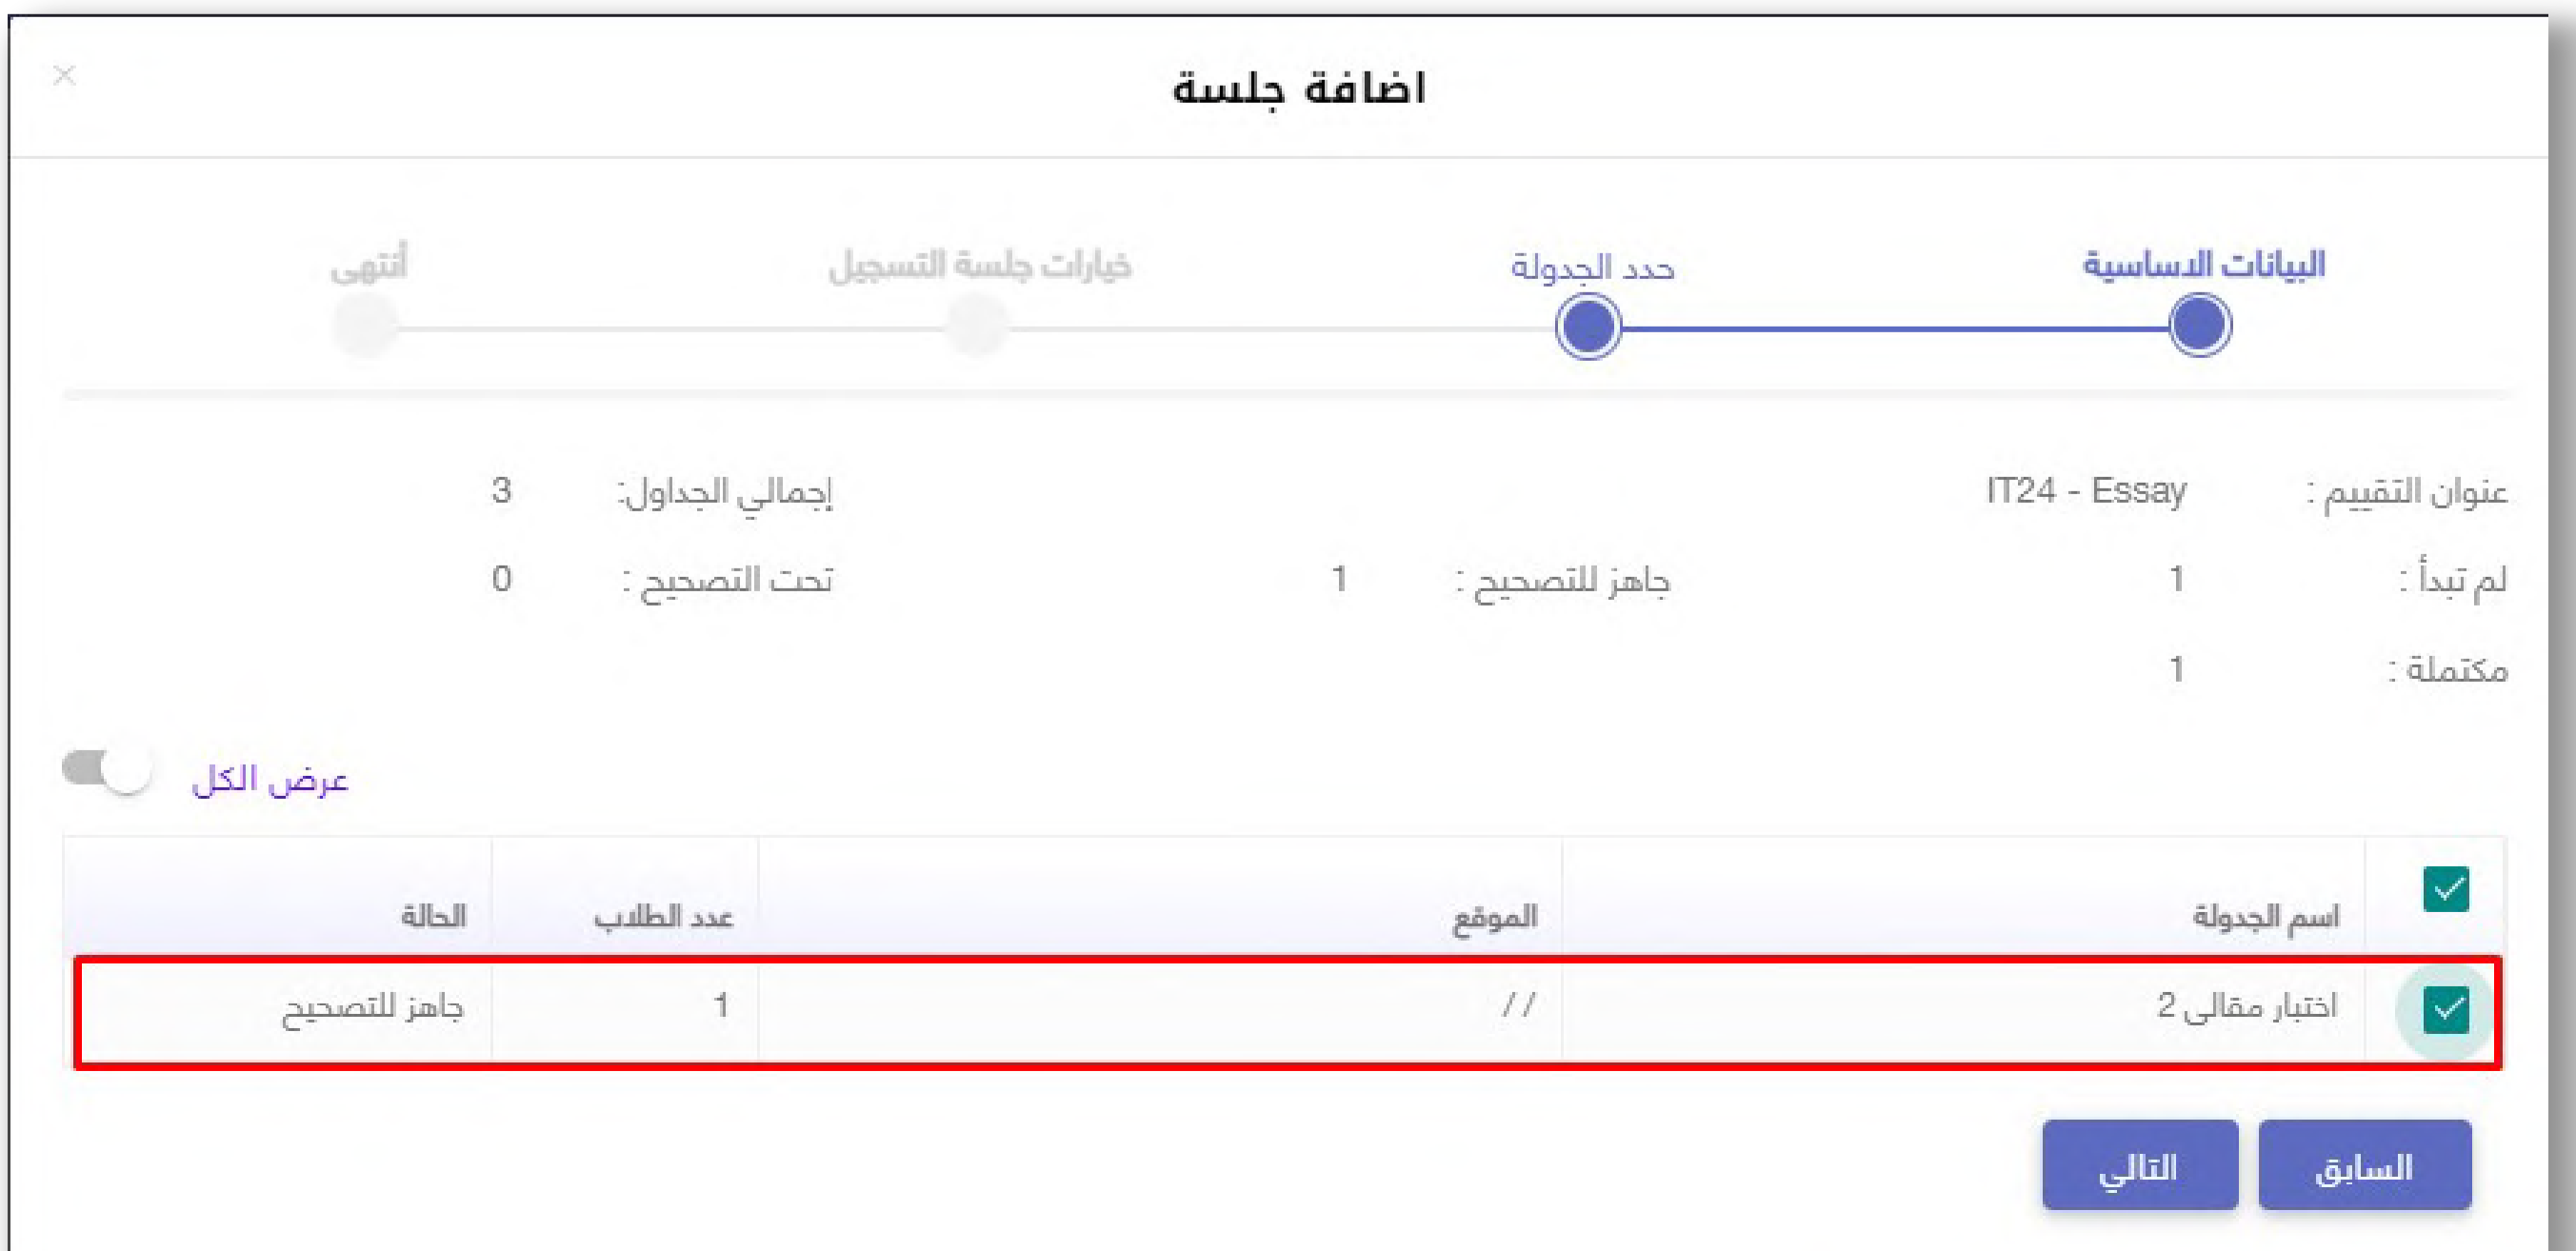 اضافة جلسة
البيانات الاساسية
حدد الجدولة
خيارات جلسة التسجيل
أنتهى
عنوان التقييم : IT24 - Essay إجمالي الجداول: 3
لم تبدأ : 1 جاهز للتصحيح : 1 تحت التصحيح : 0
مكتملة : 1
عرض الكل
اسم الجدولة الموقع عدد الطلاب الحالة
اختبار مقالى 2 // 1 جاهز للتصحيح
السابق التالي